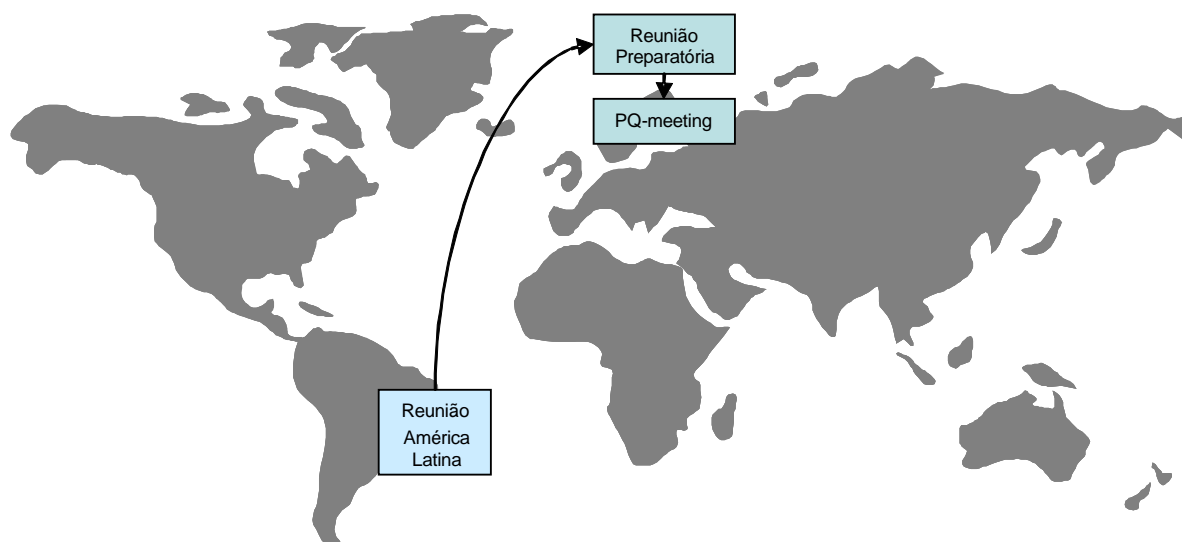 Reunião
Preparatória
PQ-meeting
Reunião
América
Latina